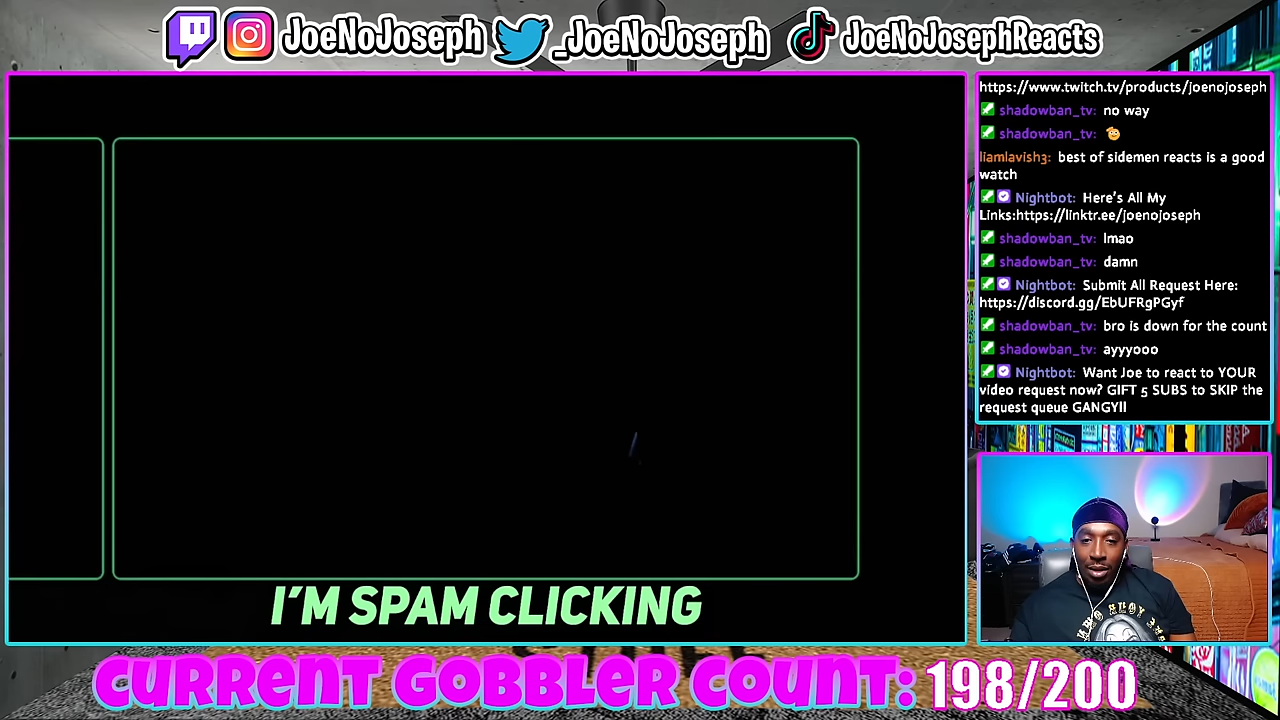 JoeNoJoseph _JoeNoJoseph JoeNoJosephReacts
https://www.twitch.tv/products/joenojoseph
shadowban_tv: no way
shadowban_tv:
liamlavish3: best of sidemen reacts is a good
watch
Nightbot: Here's All My
Links:https://linktr.ee/joenojoseph
shadowban_tv: lmao
shadowban_tv: damn
Nightbot: Submit All Request Here:
https://discord.gg/EbUFRgPGyf
shadowban_tv: bro is down for the count
shadowban_tv: ayyyooo
Nightbot: Want Joe to react to YOUR
video request now? GIFT 5 SUBS to SKIP the
request queue GANGYll
I'M SPAM CLICKING
CURRENT GOBBLER COUNT: 198/200